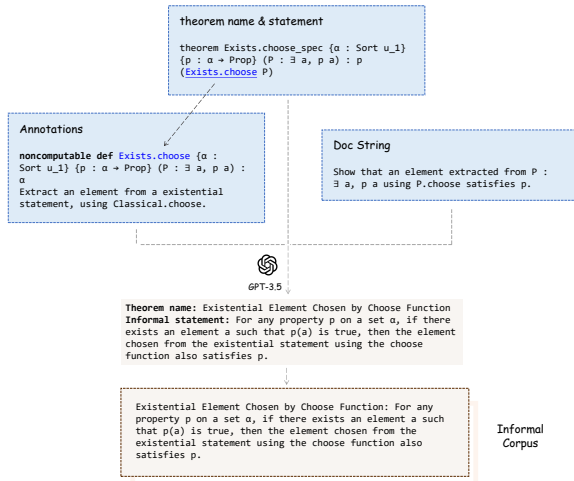 theorem name & statement
theorem Exists.choose_spec {α : Sort u_1}
{p : α → Prop} (P : ∃ a, p a) : p
(Exists.choose P)
Annotations
noncomputable def Exists.choose {α :
Sort u_1} {p : α → Prop} (P : ∃ a, p a) :
α
Extract an element from a existential
statement, using Classical.choose.
Doc String
Show that an element extracted from P :
∃ a, p a using P.choose satisfies p.
GPT-3.5
Theorem name: Existential Element Chosen by Choose Function
Informal statement: For any property p on a set α, if there
exists an element a such that p(a) is true, then the element
chosen from the existential statement using the choose
function also satisfies p.
Existential Element Chosen by Choose Function: For any
property p on a set α, if there exists an element a such
that p(a) is true, then the element chosen from the
existential statement using the choose function also
satisfies p.
Informal
Corpus